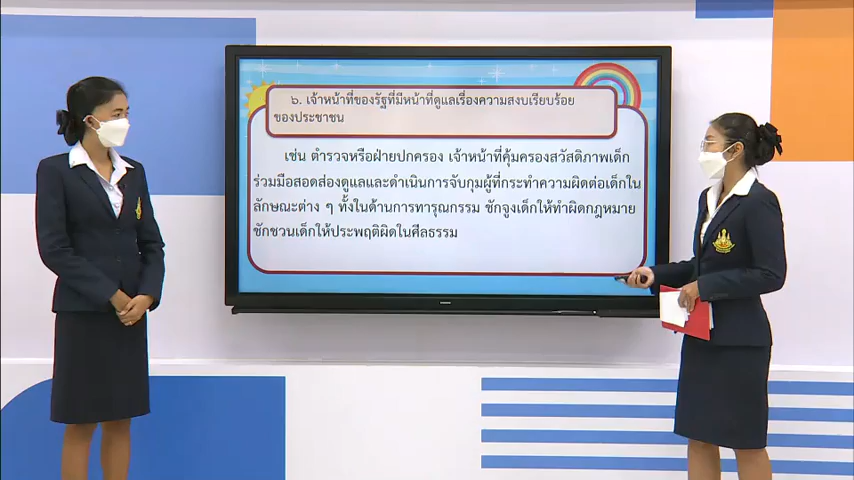 ๖. เจ้าหน้าที่ของรัฐที่มีหน้าที่ดูแลเรื่องความสงบเรียบร้อย
ของประชาชน
เช่น ตำรวจหรือฝ่ายปกครอง เจ้าหน้าที่คุ้มครองสวัสดิภาพเด็ก
ร่วมมือสอดส่องดูแลและดำเนินการจับกุมผู้ที่กระทำความผิดต่อเด็กใน
ลักษณะต่าง ๆ ทั้งในด้านการทารุณกรรม ชักจูงเด็กให้ทำผิดกฎหมาย
ชักชวนเด็กให้ประพฤติผิดในศีลธรรม